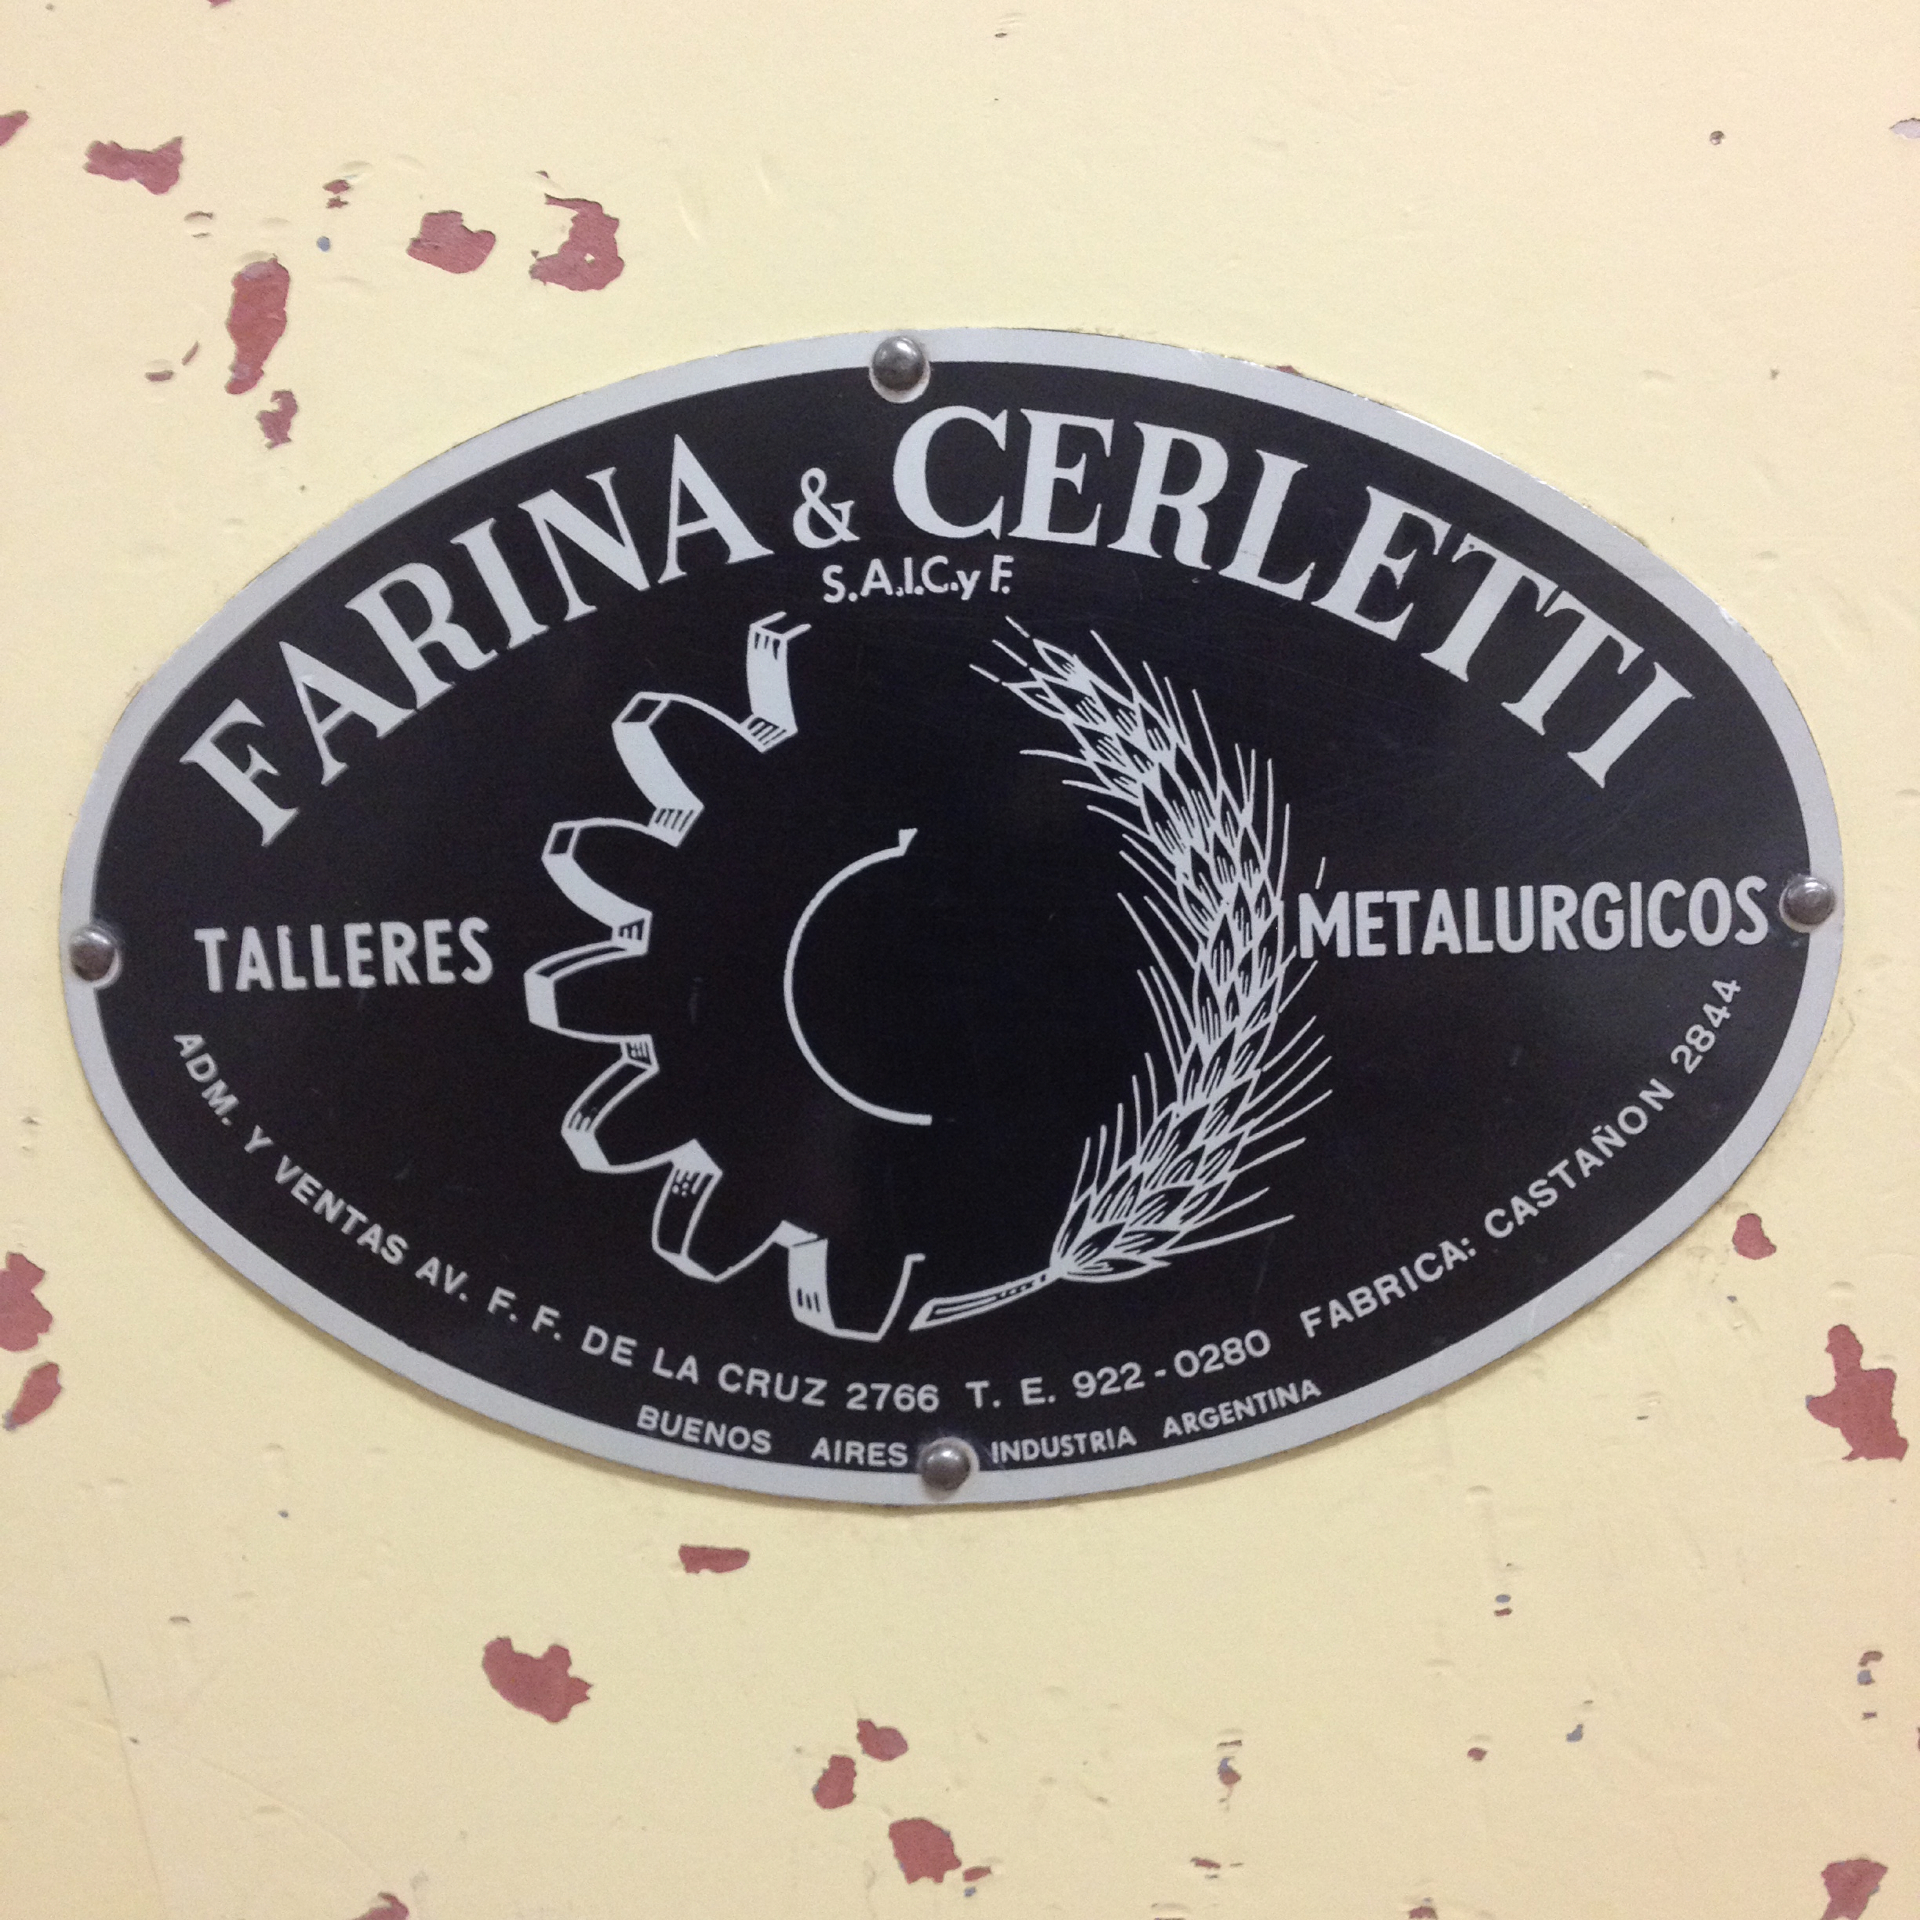 FARINA & CERLETTI
S.A.I.C.y F.
TALLERES METALURGICOS
ADM. Y VENTAS AV. F. F. DE LA CRUZ 2766 T. E. 922-0280 FABRICA: CASTAÑON 2844
BUENOS AIRES INDUSTRIA ARGENTINA